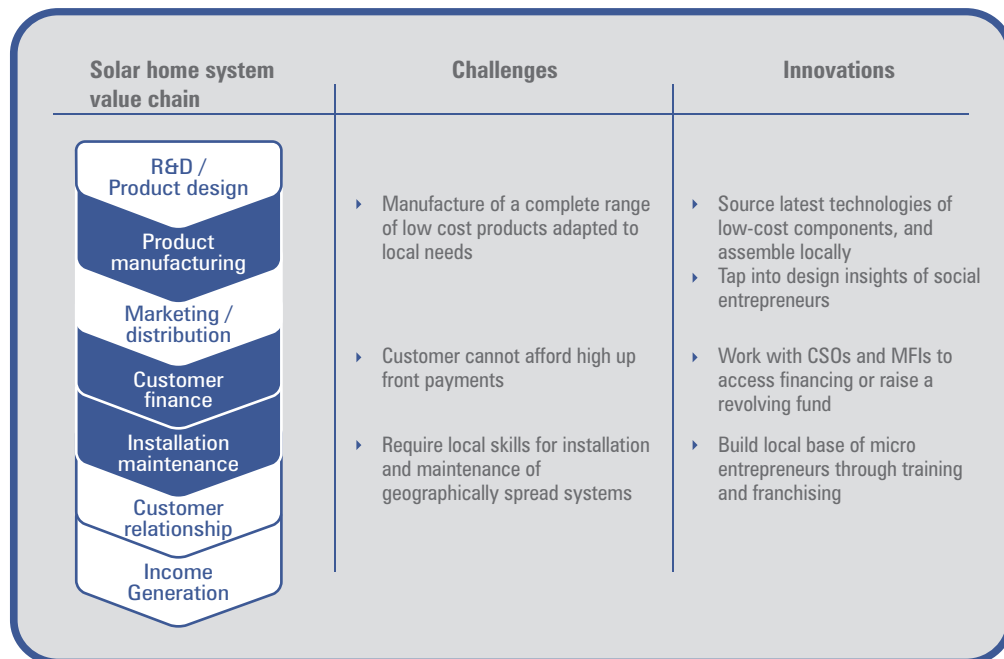 Solar home system
value chain
Challenges
Innovations
R&D /
Product design
Product
manufacturing
Marketing /
distribution
Customer
finance
Installation
maintenance
Customer
relationship
Income
Generation
Manufacture of a complete range
of low cost products adapted to
local needs
Customer cannot afford high up
front payments
Require local skills for installation
and maintenance of
geographically spread systems
Source latest technologies of
low-cost components, and
assemble locally
Tap into design insights of social
entrepreneurs
Work with CSOs and MFIs to
access financing or raise a
revolving fund
Build local base of micro
entrepreneurs through training
and franchising